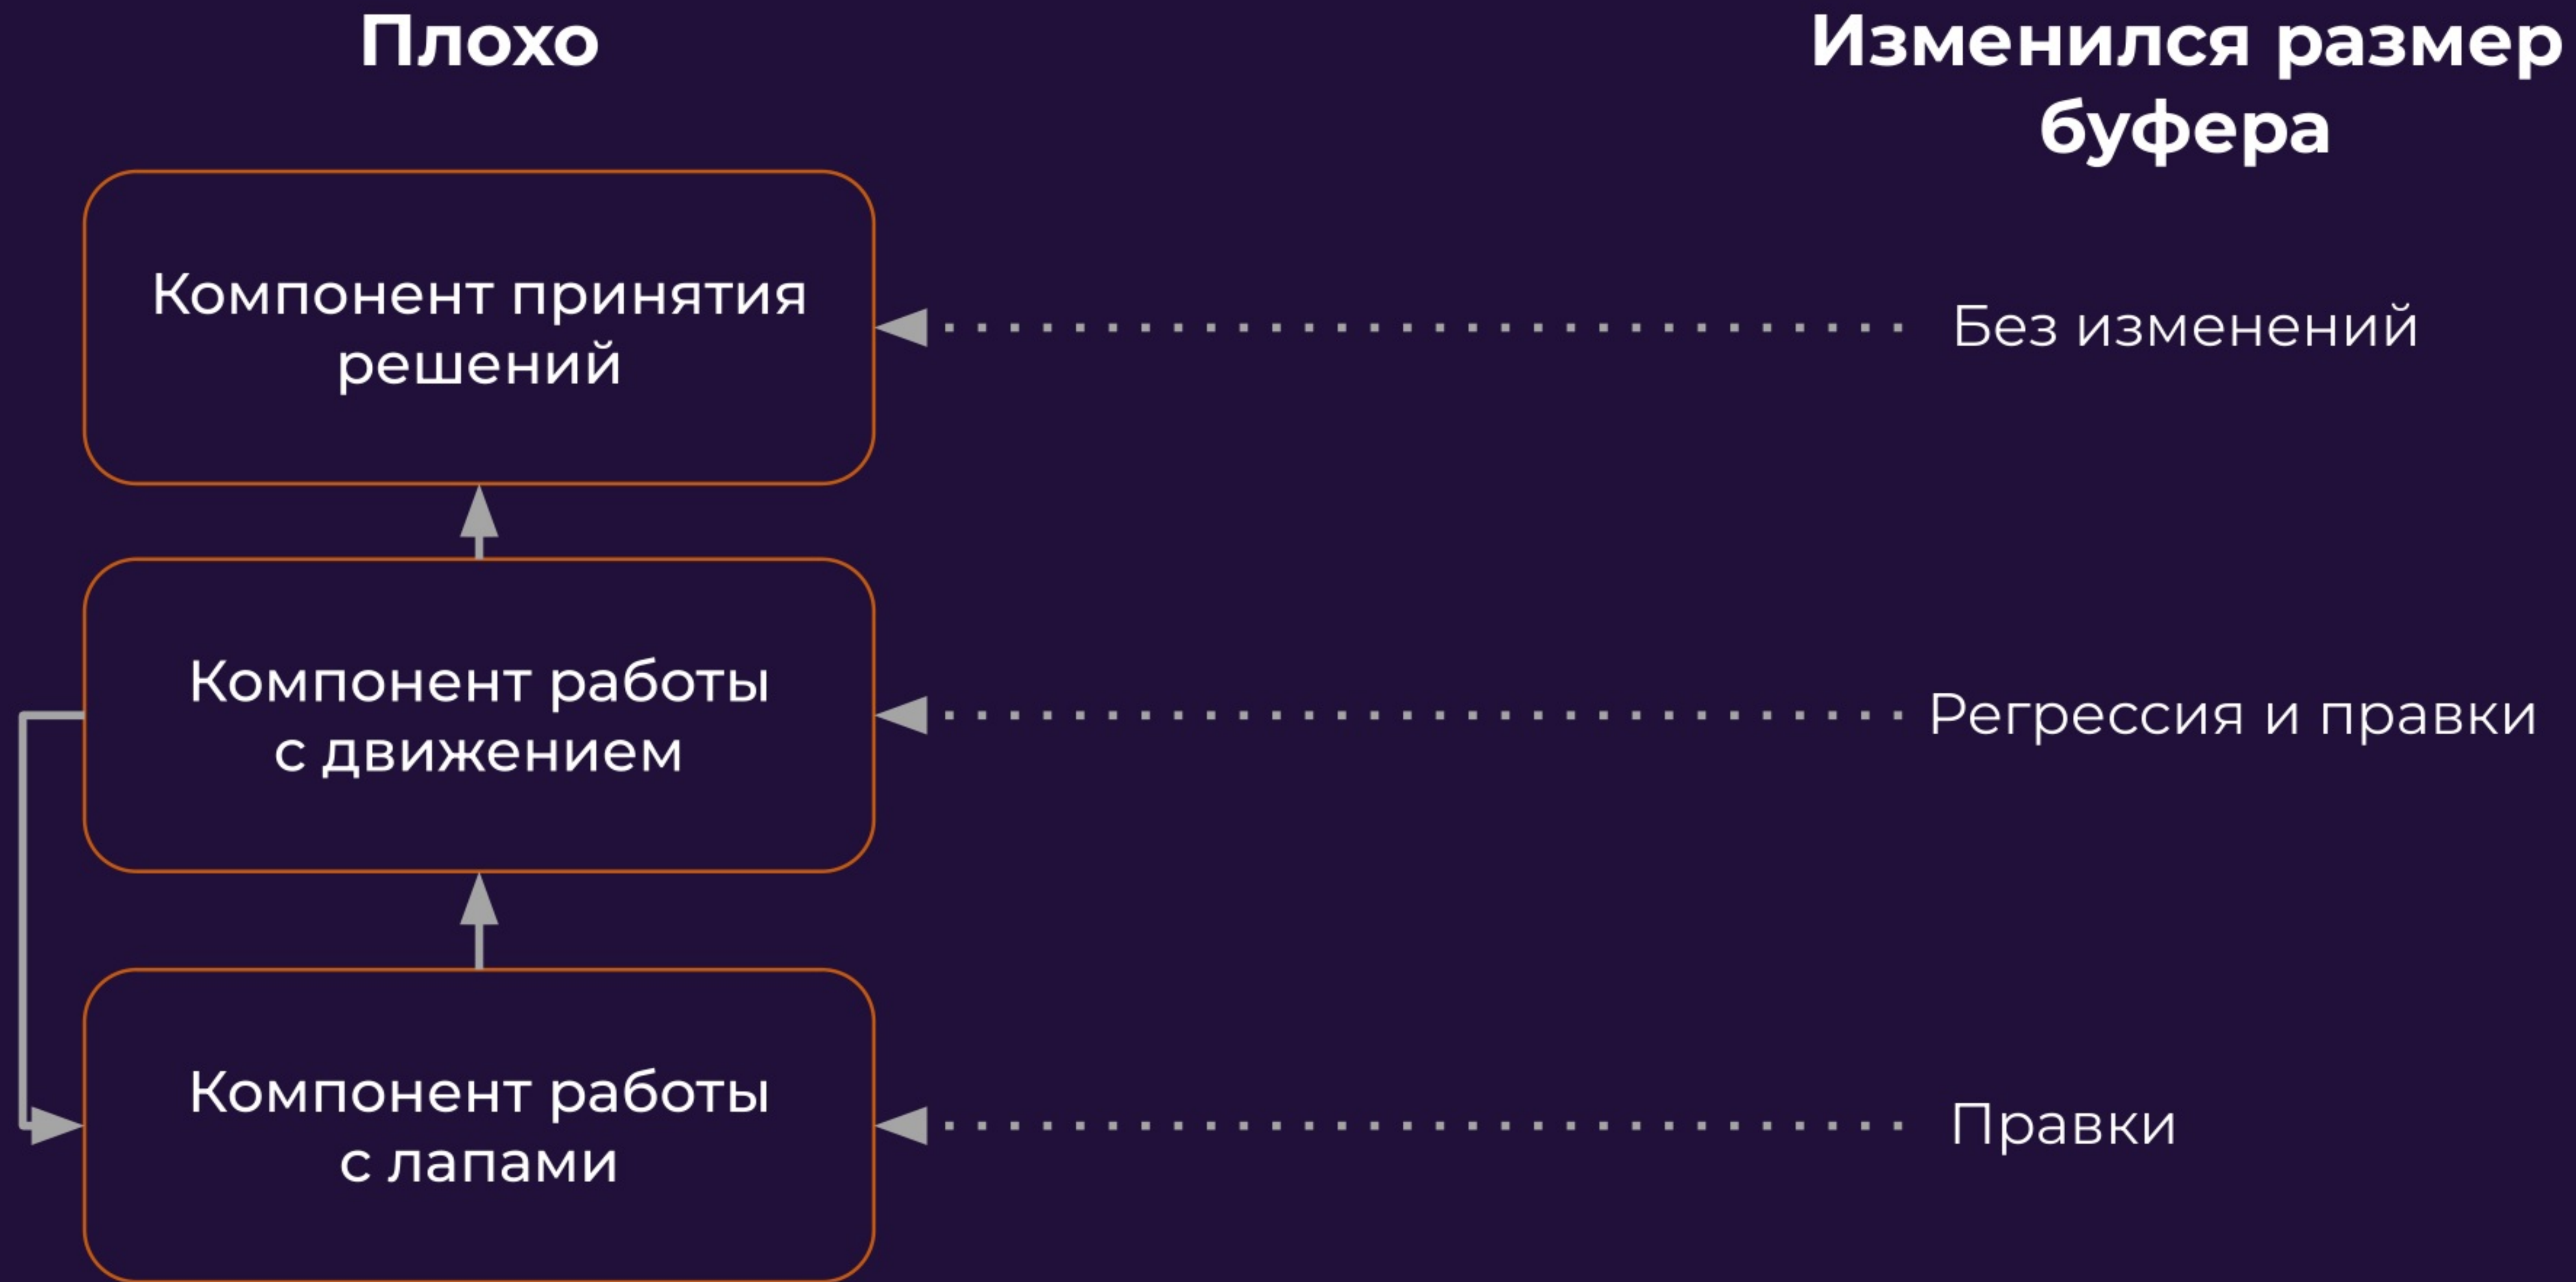 Плохо
Изменился размер
буфера
Компонент принятия
решений
Без изменений
Компонент работы
с движением
Регрессия и правки
Компонент работы
с лапами
Правки